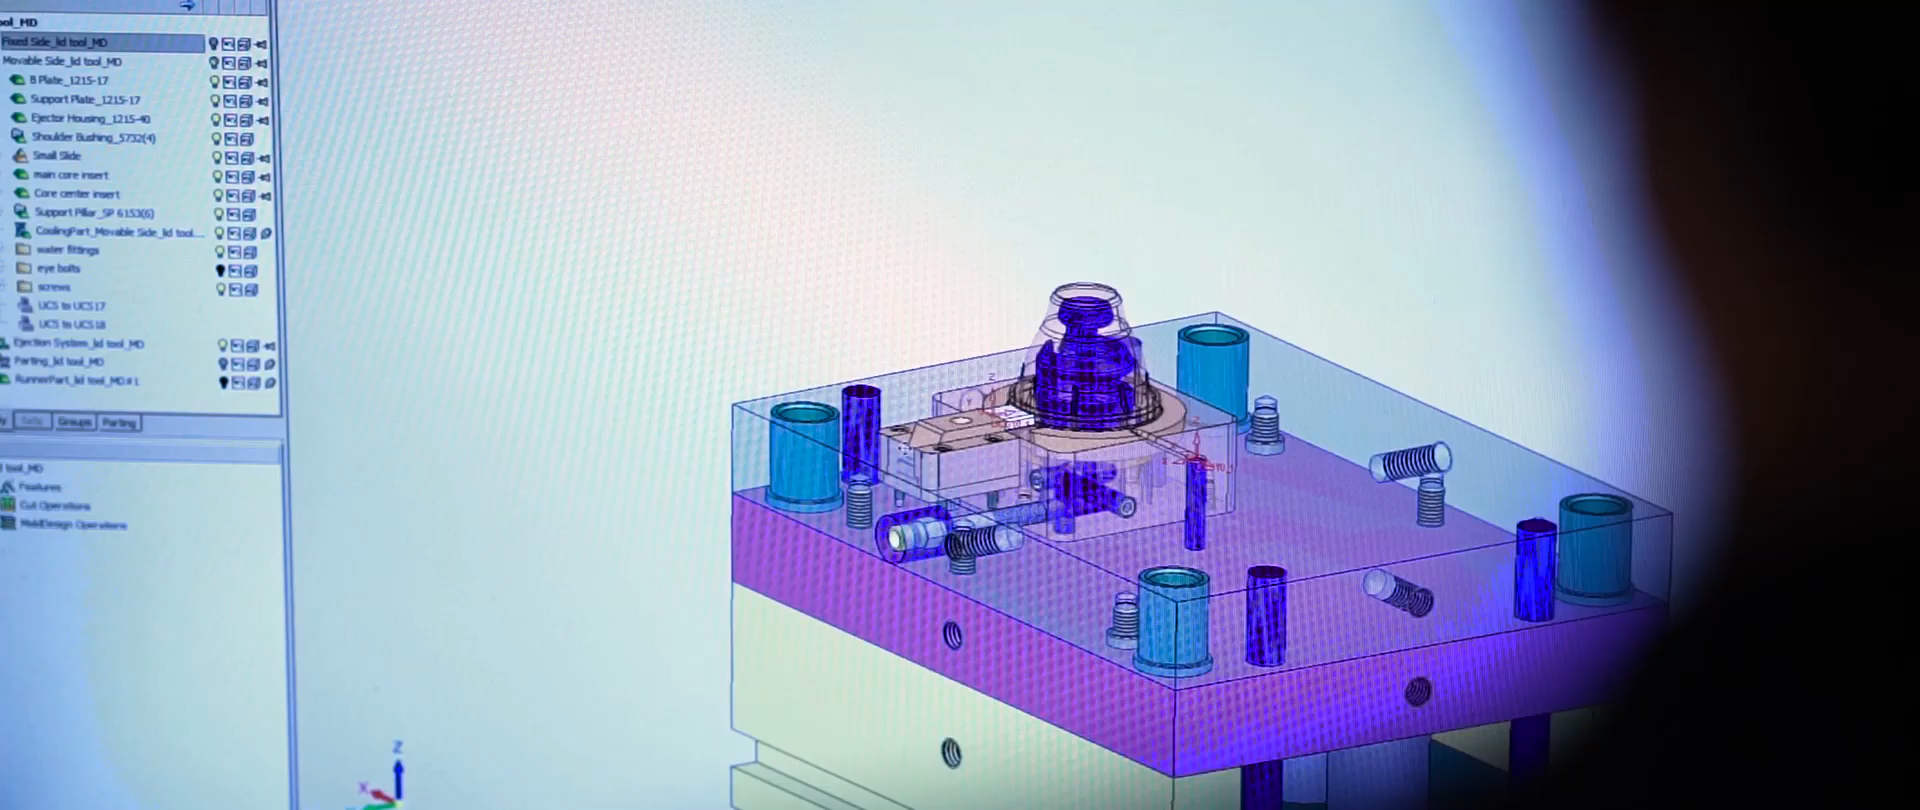 ool_MD
Fixed Side_lid tool_MD
Movable Side_lid tool_MD
B Plate_1215-17
Support Plate_1215-17
Ejector Housing_1215-40
Shoulder Bushing_5732(4)
Small Slide
main core insert
Core center insert
Support Pillar_SP 6153(6)
CoolingPart_Movable Side_lid tool...
water fittings
eye bolts
screws
UCS to UCS17
UCS to UCS18
Ejection System_lid tool_MD
Parting_lid tool_MD
RunnerPart_lid tool_MD#1
Sets Groups Parting
tool_MD
Features
Cut Operations
MoldDesign Operations
Z
X
Z